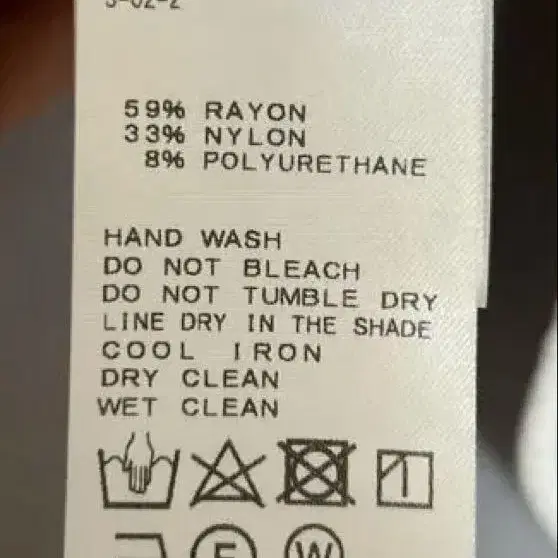 59% RAYON
33% NYLON
8% POLYURETHANE
HAND WASH
DO NOT BLEACH
DO NOT TUMBLE DRY
LINE DRY IN THE SHADE
COOL IRON
DRY CLEAN
WET CLEAN
F W